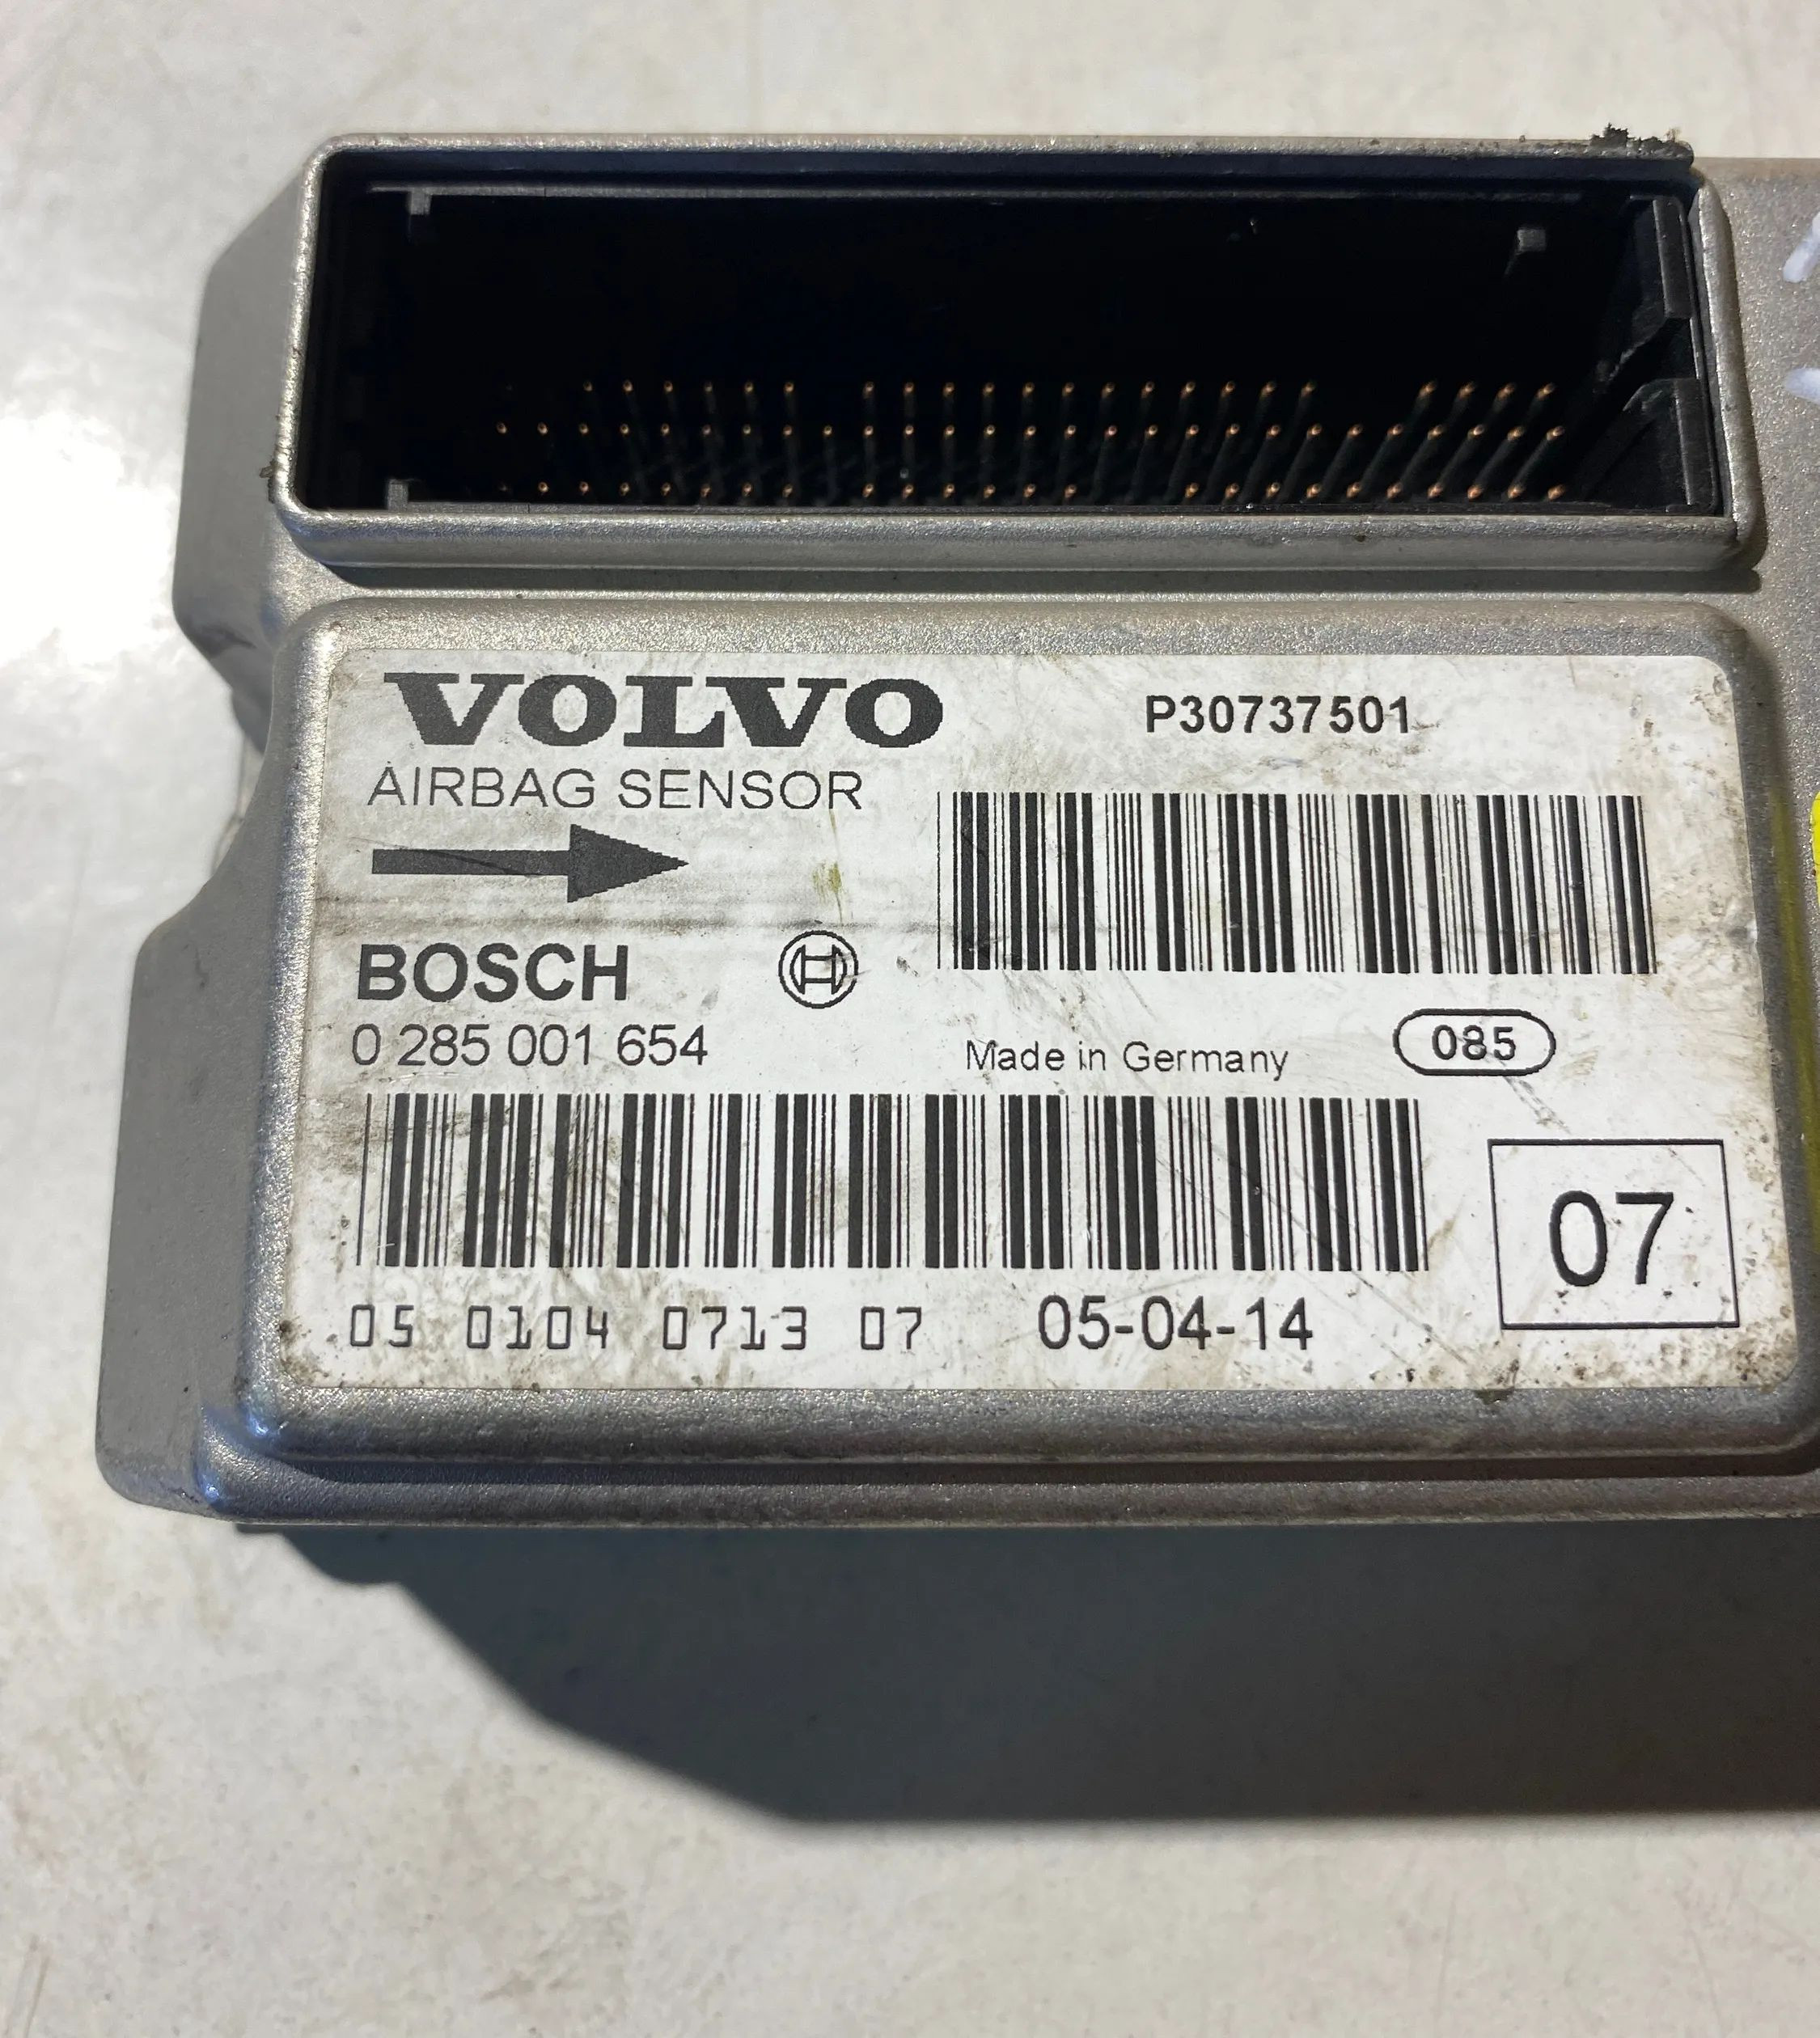 VOLVO
P30737501
AIRBAG SENSOR
BOSCH
0 285 001 654
Made in Germany
085
07
05 0104 0713 07
05-04-14